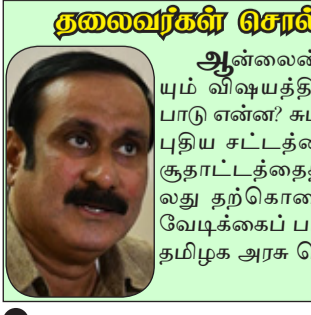 தலைவர்கள் சொல்
ஆன்லைன்
யும் விஷயத்தி
பாடு என்ன? சும
புதிய சட்டத்தை
சூதாட்டத்தைத
லது தற்கொலை
வேடிக்கைப் ப
தமிழக அரசு செ